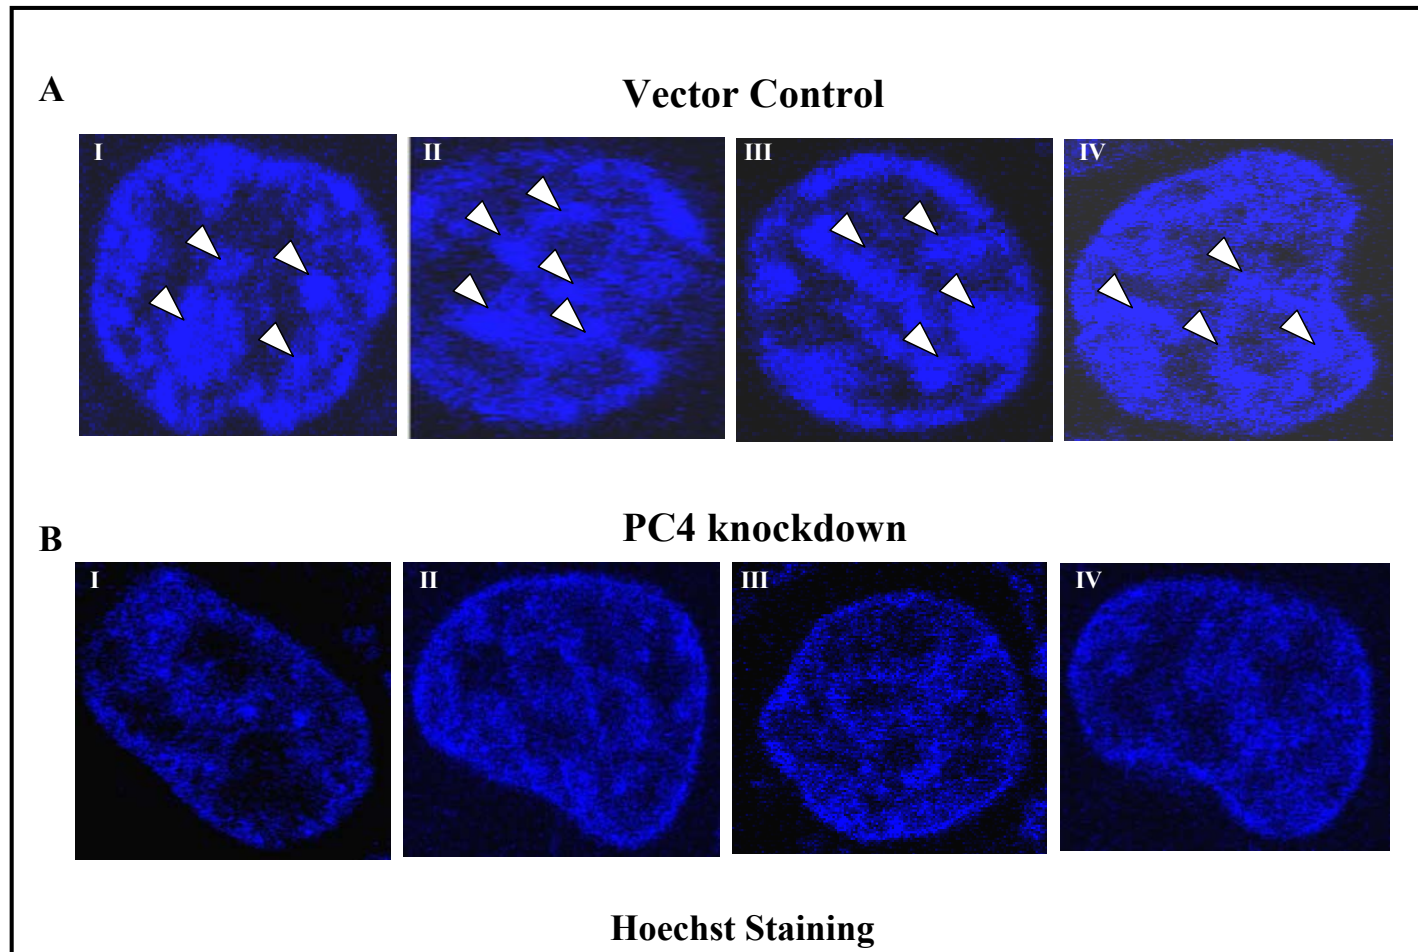 A
Vector Control
I
II
III
IV
B
PC4 knockdown
I
II
III
IV
Hoechst Staining